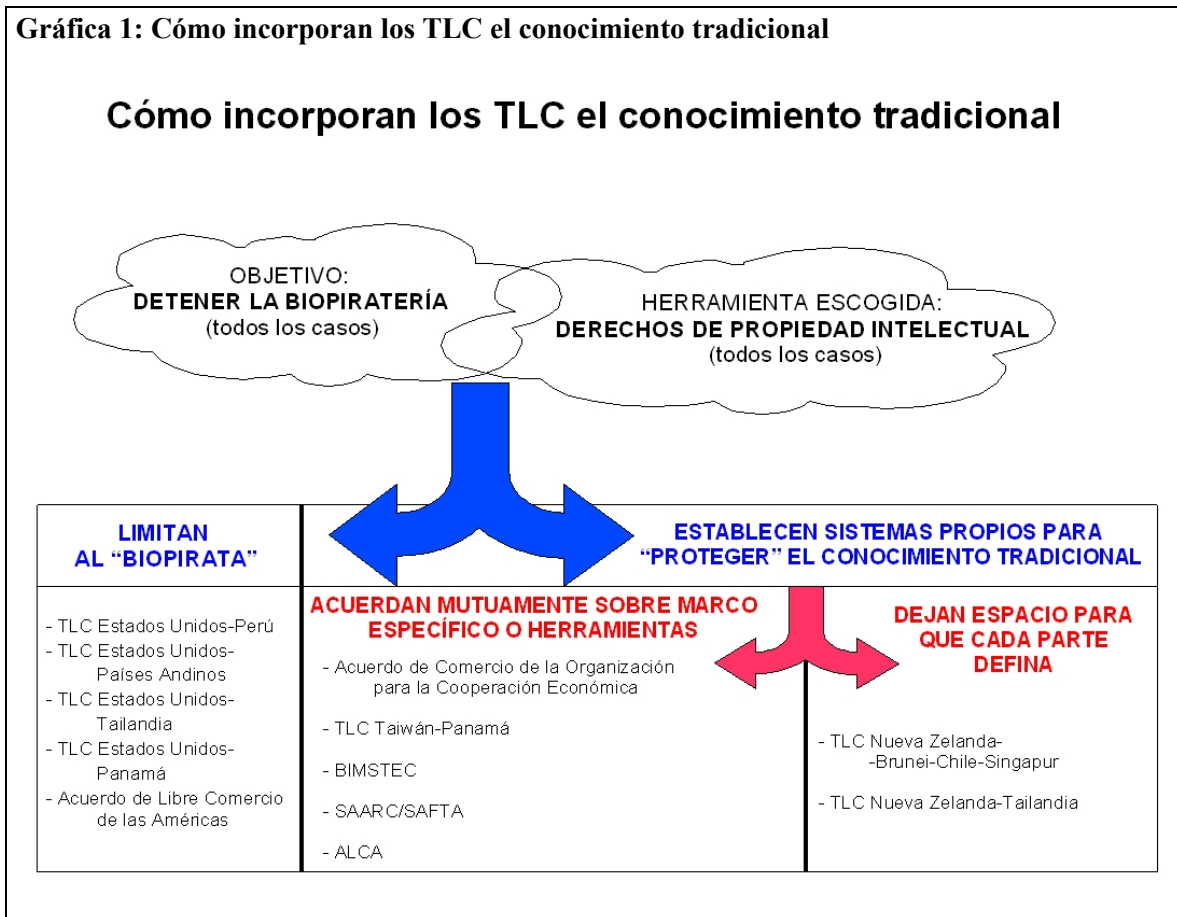 Gráfica 1: Cómo incorporan los TLC el conocimiento tradicional
Cómo incorporan los TLC el conocimiento tradicional
OBJETIVO:
DETENER LA BIOPIRATERÍA
(todos los casos)
HERRAMIENTA ESCOGIDA:
DERECHOS DE PROPIEDAD INTELECTUAL
(todos los casos)
LIMITAN
AL “BIOPIRATA”
ESTABLECEN SISTEMAS PROPIOS PARA
“PROTEGER” EL CONOCIMIENTO TRADICIONAL
- TLC Estados Unidos-Perú
- TLC Estados Unidos-
Países Andinos
- TLC Estados Unidos-
Tailandia
- TLC Estados Unidos-
Panamá
- Acuerdo de Libre Comercio
de las Américas
ACUERDAN MUTUAMENTE SOBRE MARCO
ESPECÍFICO O HERRAMIENTAS
- Acuerdo de Comercio de la Organización
para la Cooperación Económica
- TLC Taiwán-Panamá
- BIMSTEC
- SAARC/SAFTA
- ALCA
DEJAN ESPACIO PARA
QUE CADA PARTE
DEFINA
- TLC Nueva Zelanda-
-Brunei-Chile-Singapur
- TLC Nueva Zelanda-Tailandia